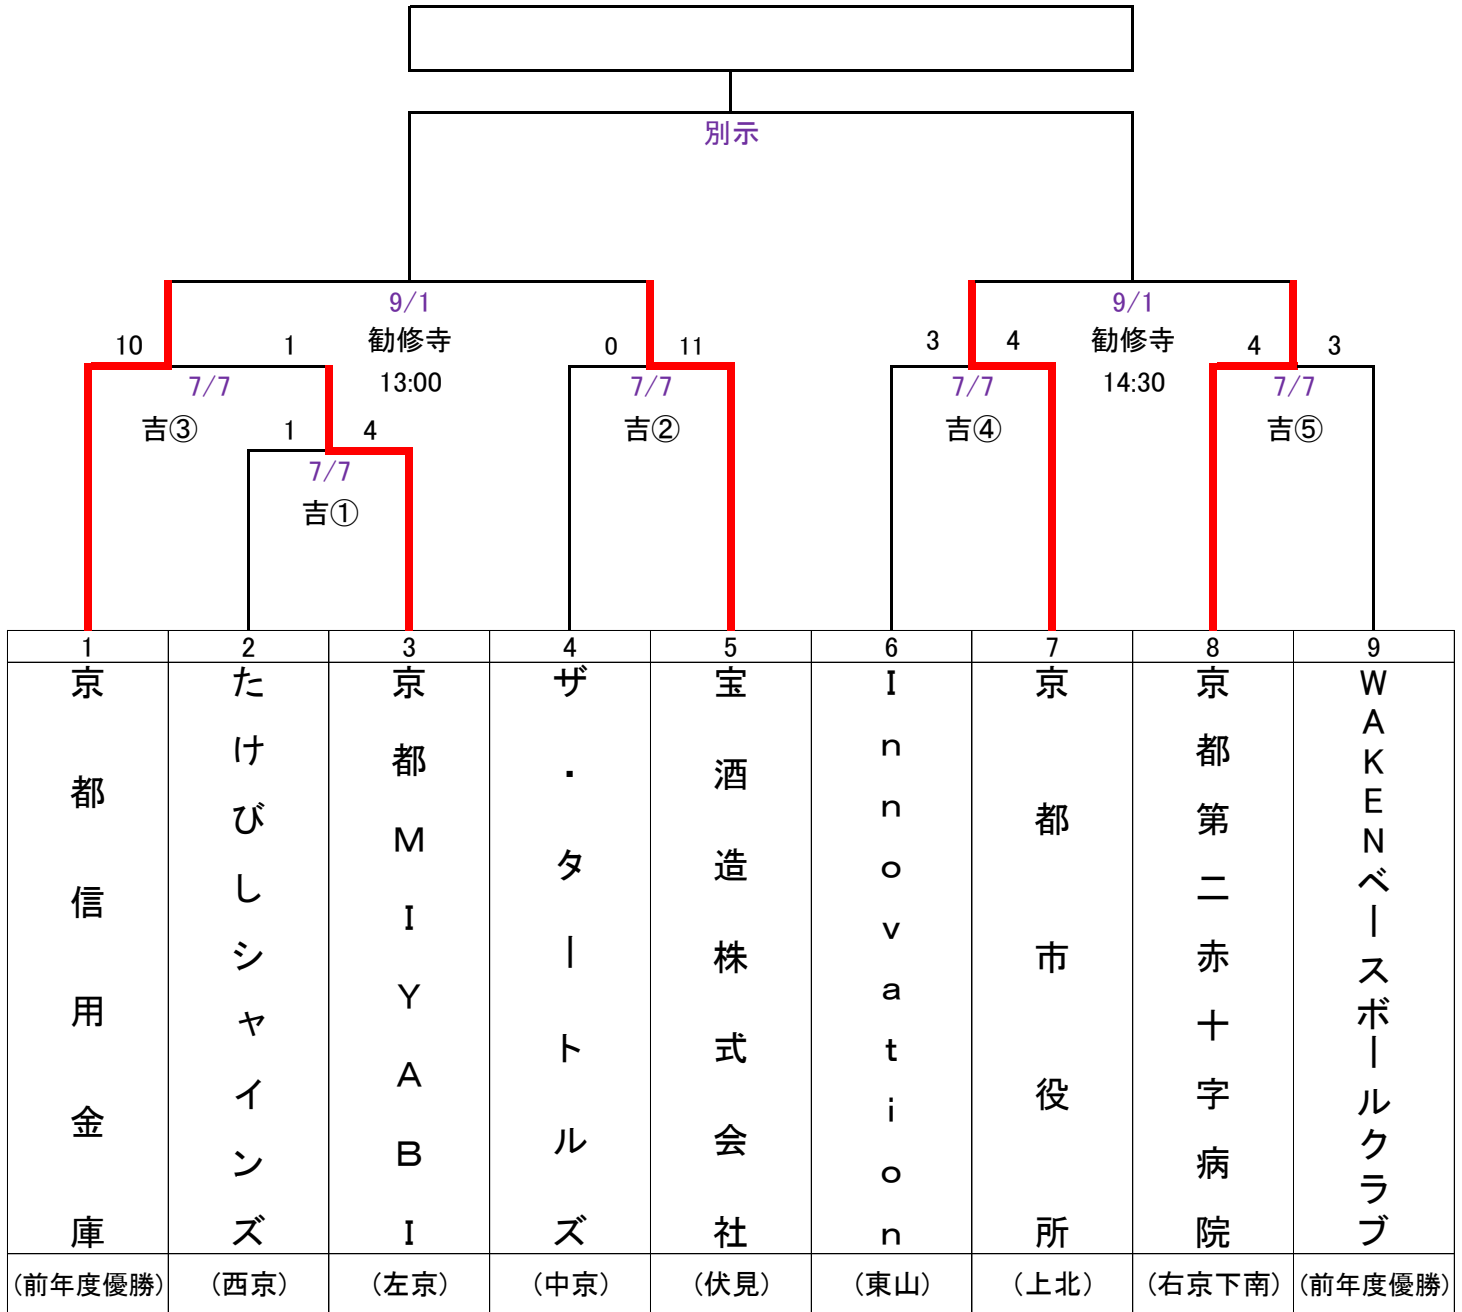 別示
9/1
勧修寺
13:00
9/1
勧修寺
14:30
10
1
7/7
吉③
0
11
7/7
吉②
3
4
7/7
吉④
4
3
7/7
吉⑤
1
4
7/7
吉①
1
京都信用金庫
(前年度優勝)
2
たけびしシャインズ
(西京)
3
京都ＭＩＹＡＢＩ
(左京)
4
ザ・タートルズ
(中京)
5
宝酒造株式会社
(伏見)
6
Ｉｎｎｏｖａｔｉｏｎ
(東山)
7
京都市役所
(上北)
8
京都第二赤十字病院
(右京下南)
9
ＷＡＫＥＮベースボールクラブ
(前年度優勝)